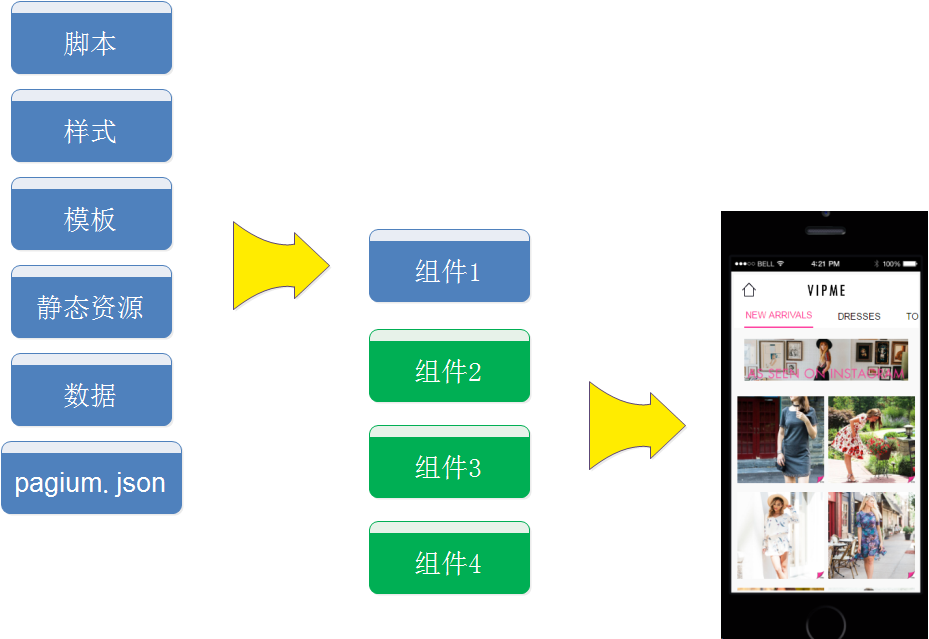 脚本
样式
模板
静态资源
数据
pagium. json
组件1
组件2
组件3
组件4
BELL 4:21 PM 100%
VIPME
NEW ARRIVALS DRESSES TO
AS SEEN ON INSTAGRAM